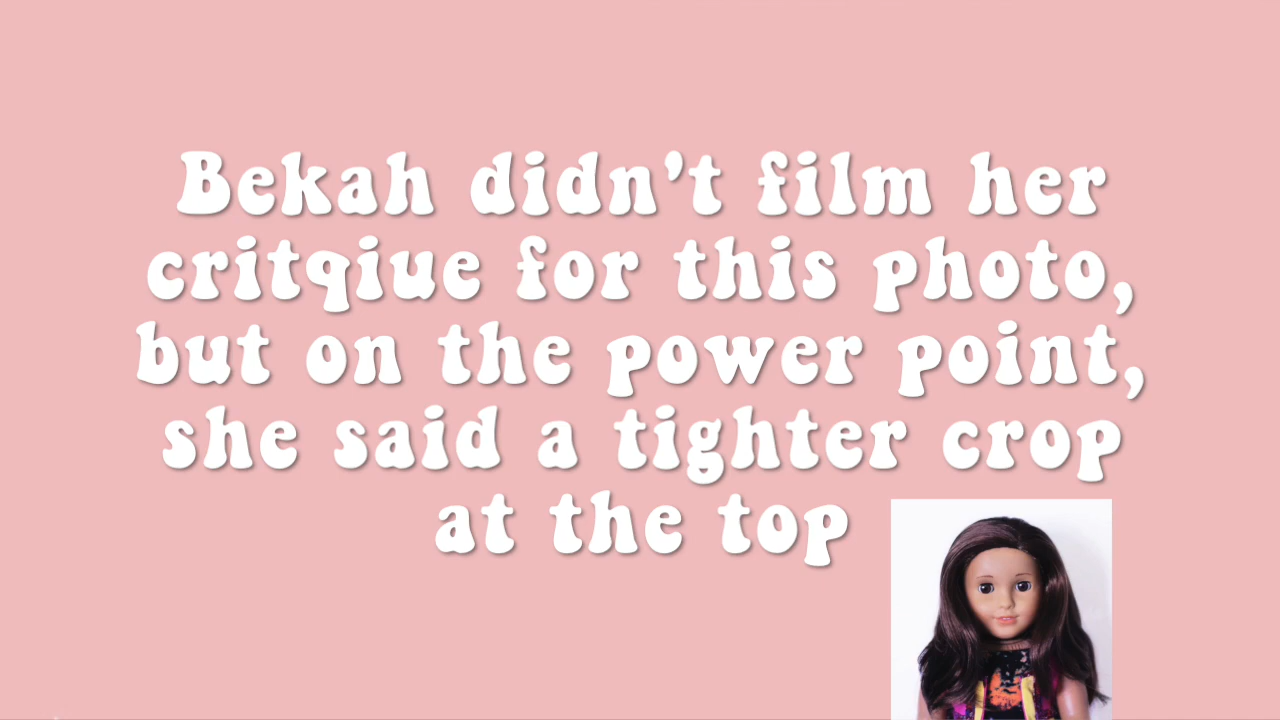 Bekah didn't film her
critqiue for this photo,
but on the power point,
she said a tighter crop
at the top